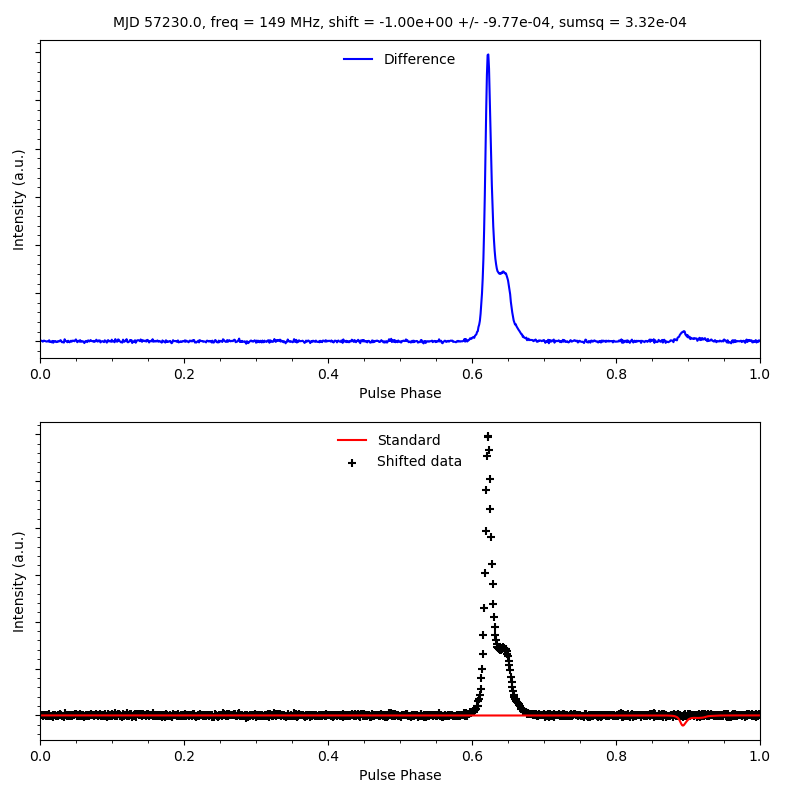 MJD 57230.0, freq = 149 MHz, shift = -1.00e+00 +/- -9.77e-04, sumsq = 3.32e-04
Difference
Intensity (a.u.)
0.0 0.2 0.4 0.6 0.8 1.0
Pulse Phase
Standard
Shifted data
Intensity (a.u.)
0.0 0.2 0.4 0.6 0.8 1.0
Pulse Phase